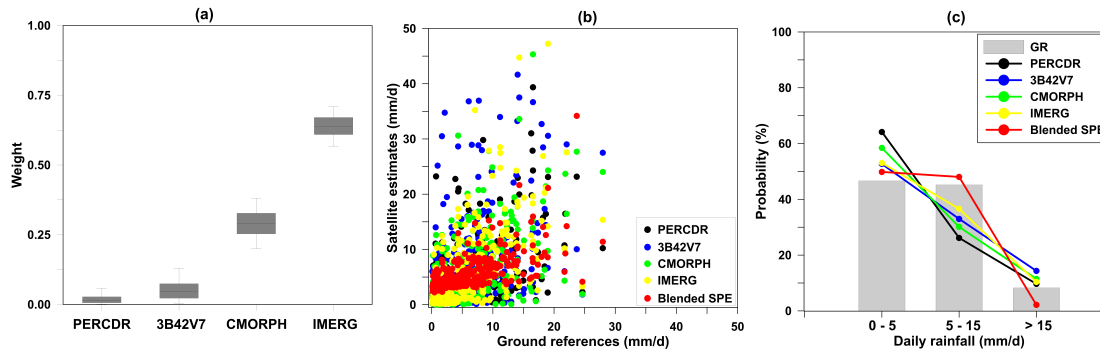 (a)
1.00
0.75
0.50
0.25
0.00
Weight
PERCDR
3B42V7
CMORPH
IMERG
(b)
50
40
30
20
10
0
Satellite estimates (mm/d)
PERCDR
3B42V7
CMORPH
IMERG
Blended SPE
0 10 20 30 40 50
Ground references (mm/d)
(c)
100
80
60
40
20
0
Probability (%)
GR
PERCDR
3B42V7
CMORPH
IMERG
Blended SPE
0 - 5
5 - 15
> 15
Daily rainfall (mm/d)